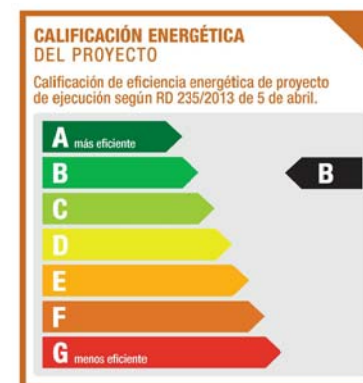 CALIFICACIÓN ENERGÉTICA
DEL PROYECTO
Calificación de eficiencia energética de proyecto
de ejecución según RD 235/2013 de 5 de abril.
A más eficiente
B B
C
D
E
F
G menos eficiente